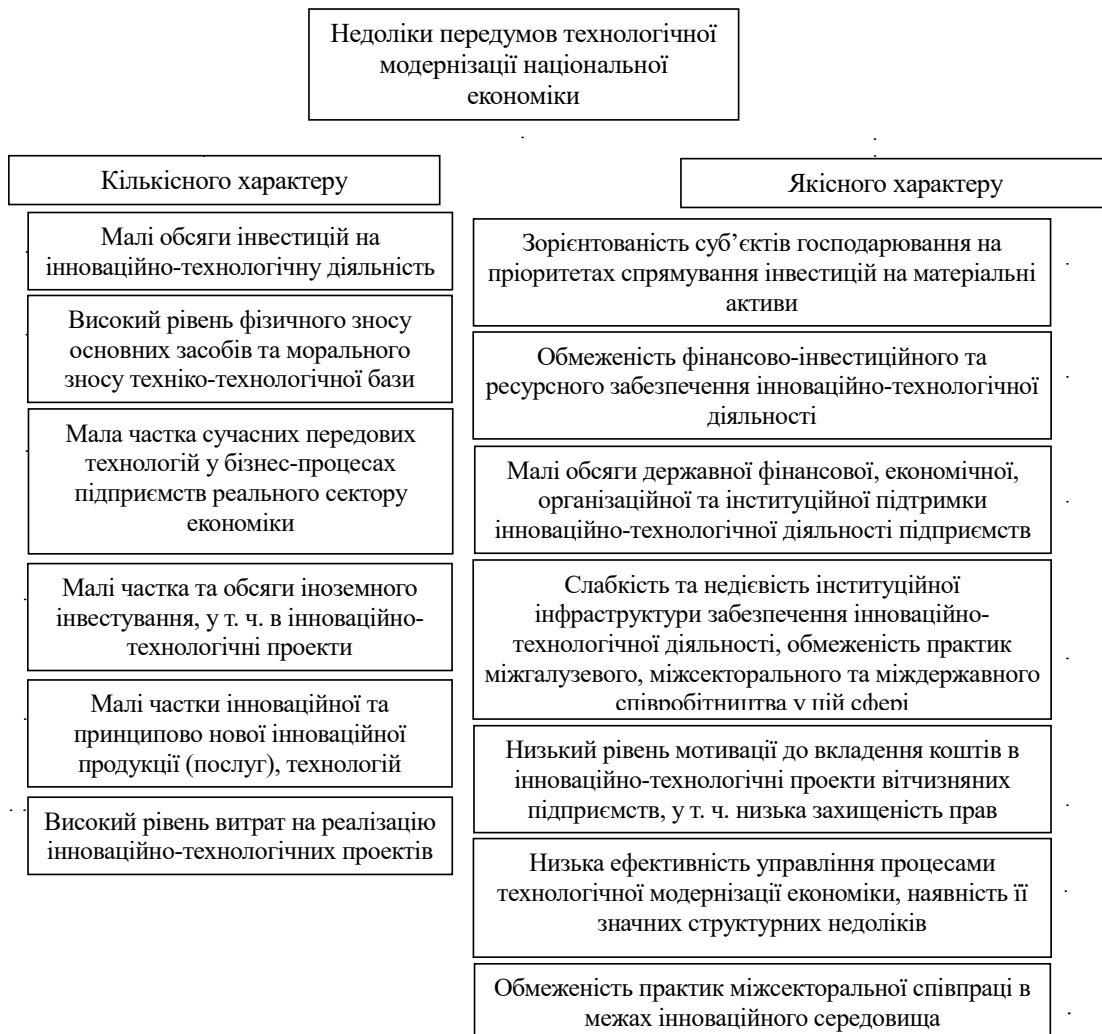 Недоліки передумов технологічної
модернізації національної
економіки
Кількісного характеру
Малі обсяги інвестицій на
інноваційно-технологічну діяльність
Високий рівень фізичного зносу
основних засобів та морального
зносу техніко-технологічної бази
Мала частка сучасних передових
технологій у бізнес-процесах
підприємств реального сектору
економіки
Малі частка та обсяги іноземного
інвестування, у т. ч. в інноваційно-
технологічні проекти
Малі частки інноваційної та
принципово нової інноваційної
продукції (послуг), технологій
Високий рівень витрат на реалізацію
інноваційно-технологічних проектів
Якісного характеру
Зорієнтованість суб’єктів господарювання на
пріоритетах спрямування інвестицій на матеріальні
активи
Обмеженість фінансово-інвестиційного та
ресурсного забезпечення інноваційно-технологічної
діяльності
Малі обсяги державної фінансової, економічної,
організаційної та інституційної підтримки
інноваційно-технологічної діяльності підприємств
Слабкість та недієвість інституційної
інфраструктури забезпечення інноваційно-
технологічної діяльності, обмеженість практик
міжгалузевого, міжсекторального та міждержавного
співробітництва у цій сфері
Низький рівень мотивації до вкладення коштів в
інноваційно-технологічні проекти вітчизняних
підприємств, у т. ч. низька захищеність прав
Низька ефективність управління процесами
технологічної модернізації економіки, наявність її
значних структурних недоліків
Обмеженість практик міжсекторальної співпраці в
межах інноваційного середовища